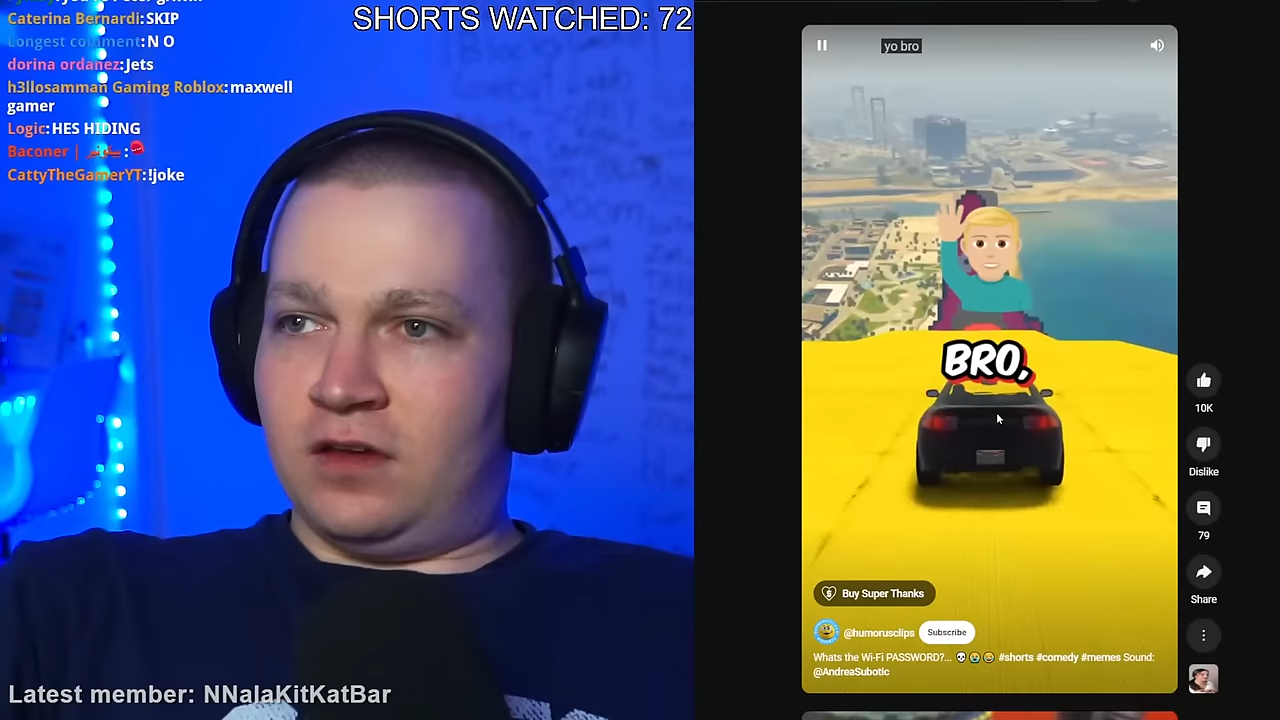 Caterina Bernardi:SKIP
Longest comment:N O
dorina ordanez:Jets
h3llosamman Gaming Roblox:maxwell
gamer
Logic:HES HIDING
Baconer |
CattyTheGamerYT:!joke
SHORTS WATCHED: 72
Latest member: NNalaKitKatBar
yo bro
BRO,
10K
Dislike
79
Share
Buy Super Thanks
@humorusclips Subscribe
Whats the Wi-Fi PASSWORD?... 💀😭😂 #shorts #comedy #memes Sound:
@AndreaSubotic